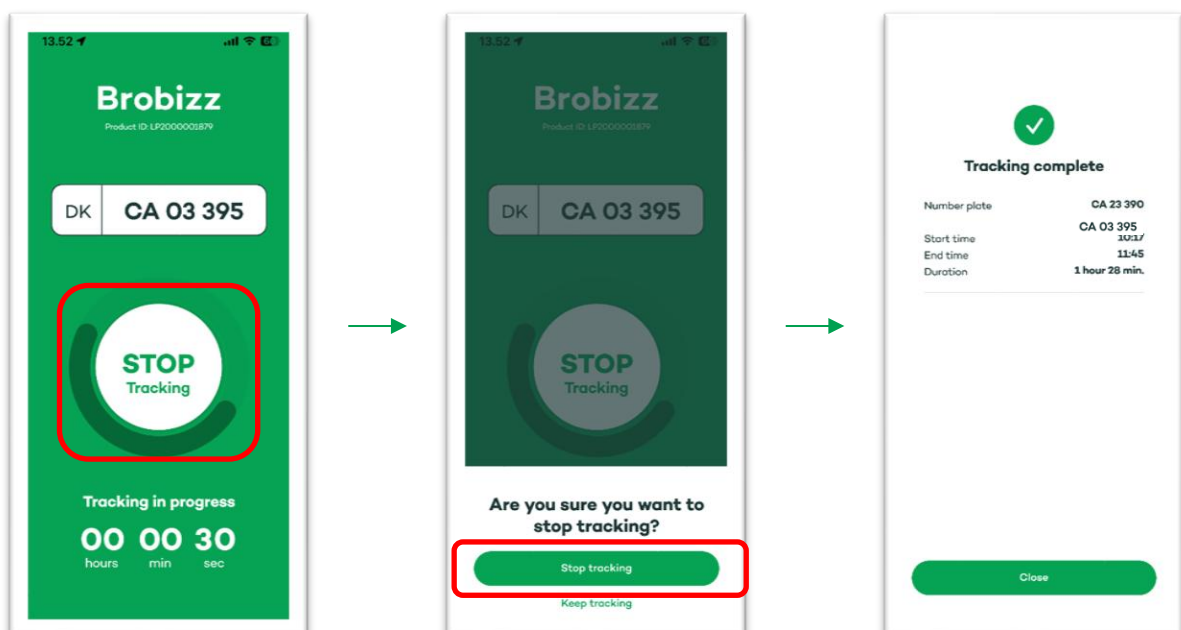 13.52
Brobizz
Product ID: LP2000001879
DK CA 03 395
STOP
Tracking
Tracking in progress
00 00 30
hours min sec
13.52
Brobizz
Product ID: LP2000001879
DK CA 03 395
STOP
Tracking
Are you sure you want to
stop tracking?
Stop tracking
Keep tracking
Tracking complete
Number plate CA 23 390
CA 03 395
Start time 10:17
End time 11:45
Duration 1 hour 28 min.
Close